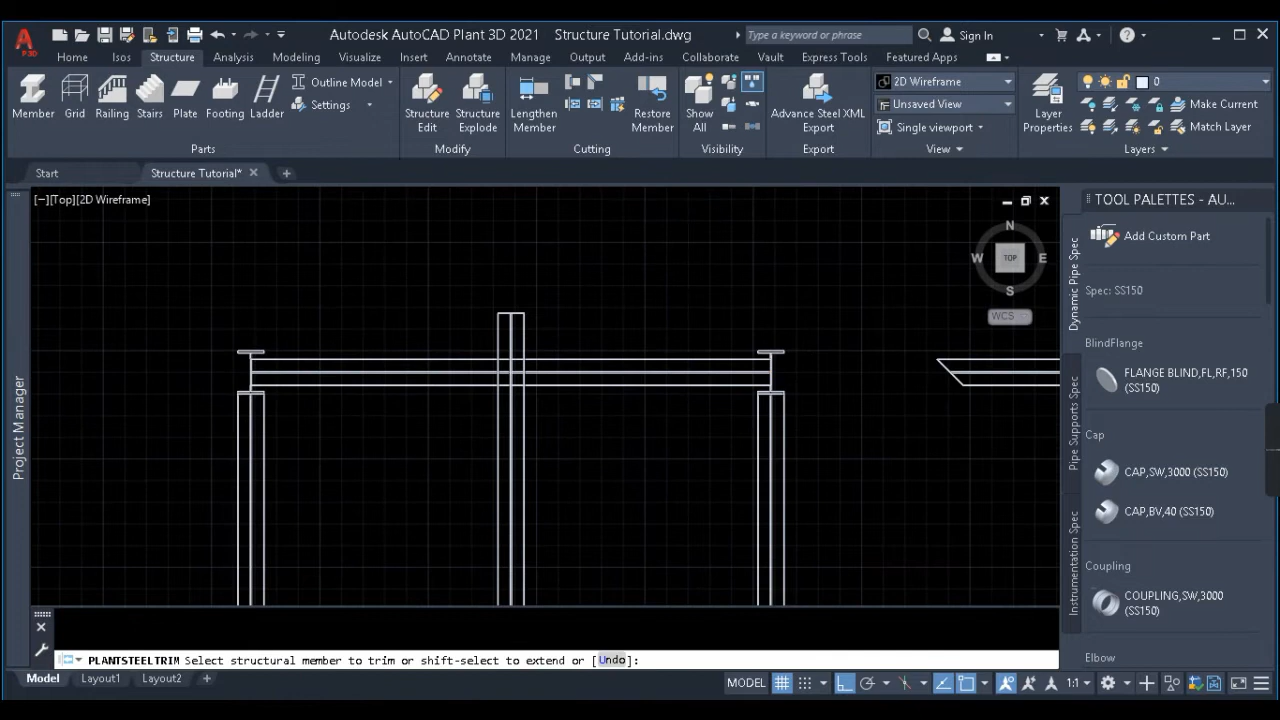 Autodesk AutoCAD Plant 3D 2021 Structure Tutorial.dwg Type a keyword or phrase Sign In
P3D
Home Isos Structure Analysis Modeling Visualize Insert Annotate Manage Output Add-ins Collaborate Vault Express Tools Featured Apps
Outline Model
Settings
Member Grid Stairs Railing Plate Footing Ladder
Parts
Structure Edit
Structure Explode
Modify
Lengthen Member
Restore Member
Cutting
Show All
Visibility
Advance Steel XML Export
Export
2D Wireframe
Unsaved View
Single viewport
View
Layer Properties
0
Make Current
Match Layer
Layers
Start Structure Tutorial*
[−][Top][2D Wireframe]
N
W TOP E
S
WCS
Project Manager
TOOL PALETTES - AU...
Dynamic Pipe Spec
Pipe Supports Spec
Instrumentation Spec
Add Custom Part
Spec: SS150
BlindFlange
FLANGE BLIND,FL,RF,150
(SS150)
Cap
CAP,SW,3000 (SS150)
CAP,BV,40 (SS150)
Coupling
COUPLING,SW,3000
(SS150)
Elbow
PLANTSTEELTRIM Select structural member to trim or shift-select to extend or [Undo]:
Model Layout1 Layout2
MODEL 1:1